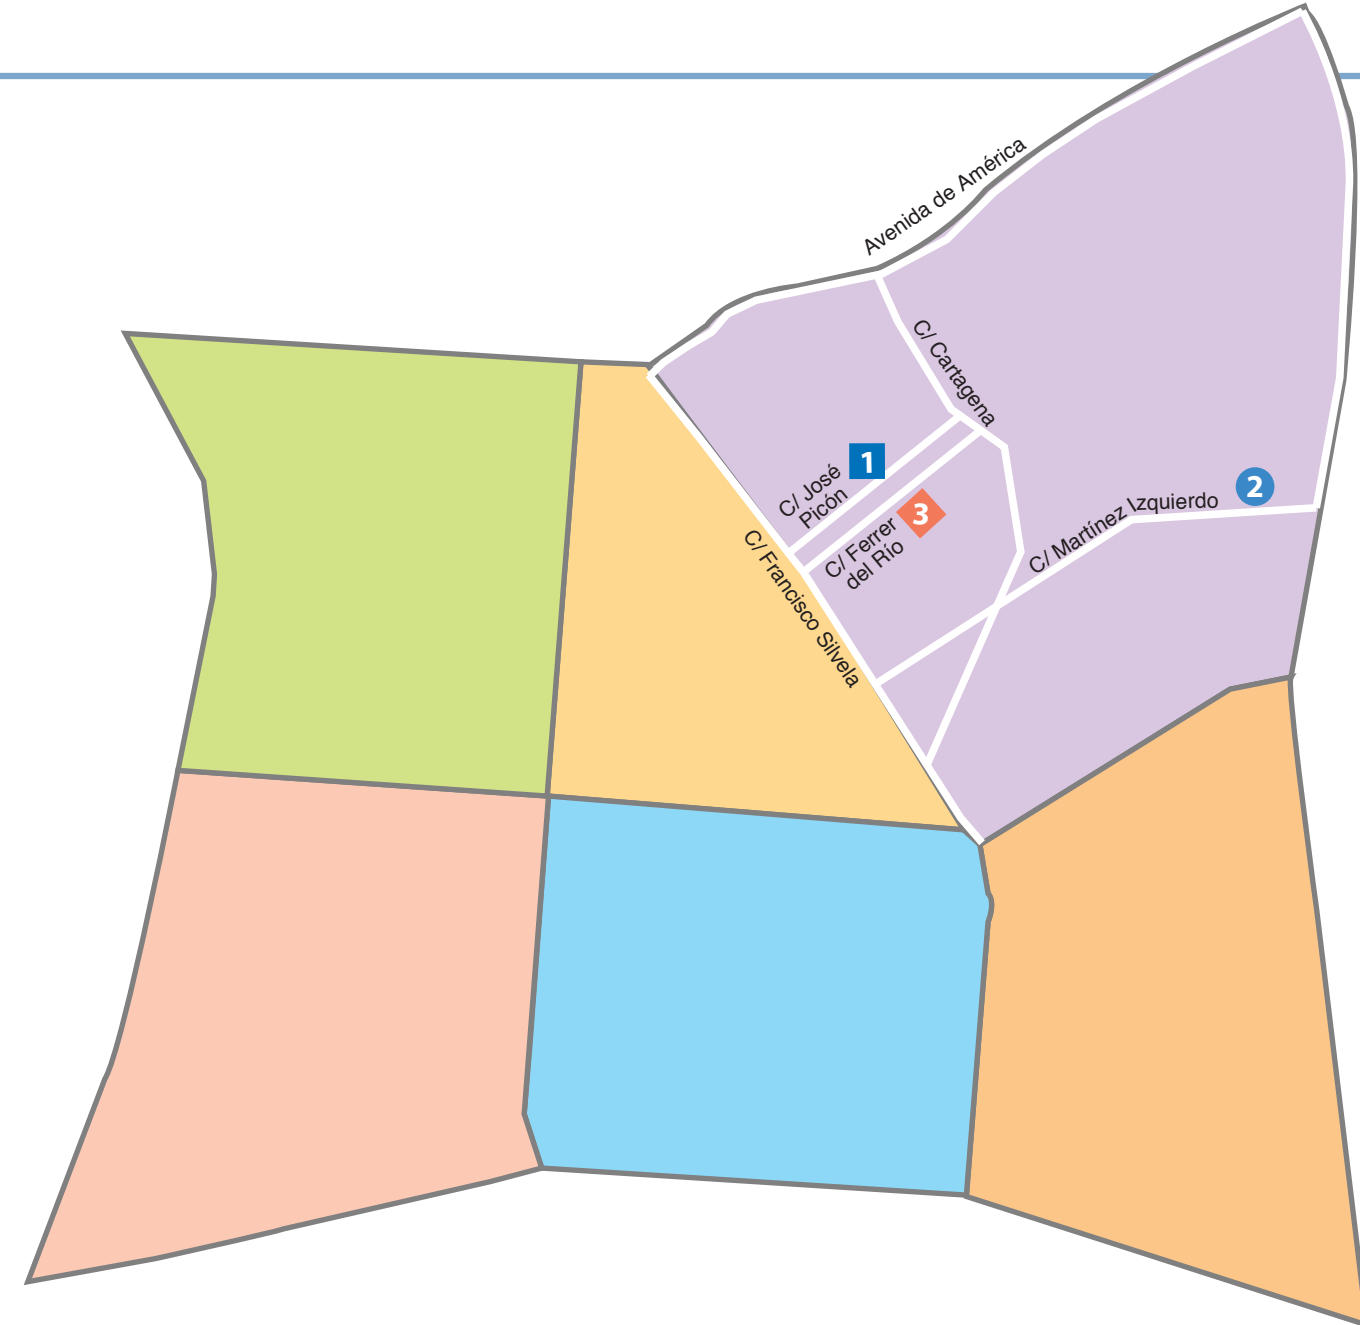 Avenida de América
C/ Cartagena
1
C/ José
Picón
2
C/ Martínez Izquierdo
3
C/ Ferrer
del Río
C/ Francisco Silvela